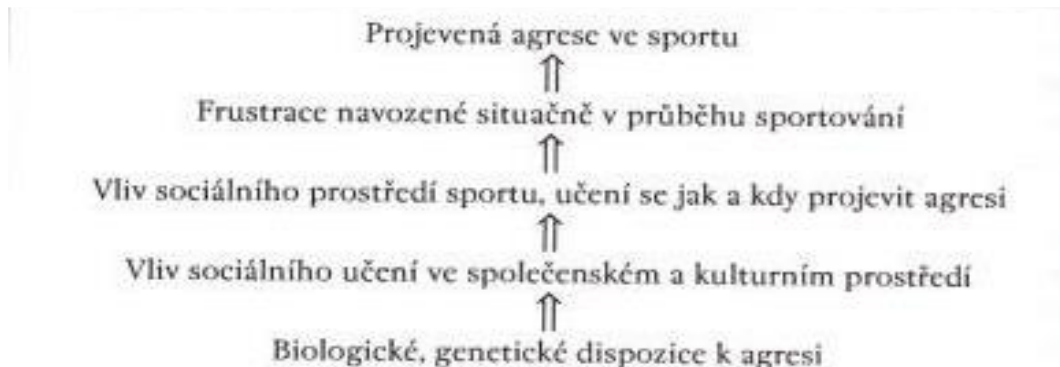 Projevená agrese ve sportu
⇑
Frustrace navozené situačně v průběhu sportování
⇑
Vliv sociálního prostředí sportu, učení se jak a kdy projevit agresi
⇑
Vliv sociálního učení ve společenském a kulturním prostředí
⇑
Biologické, genetické dispozice k agresi